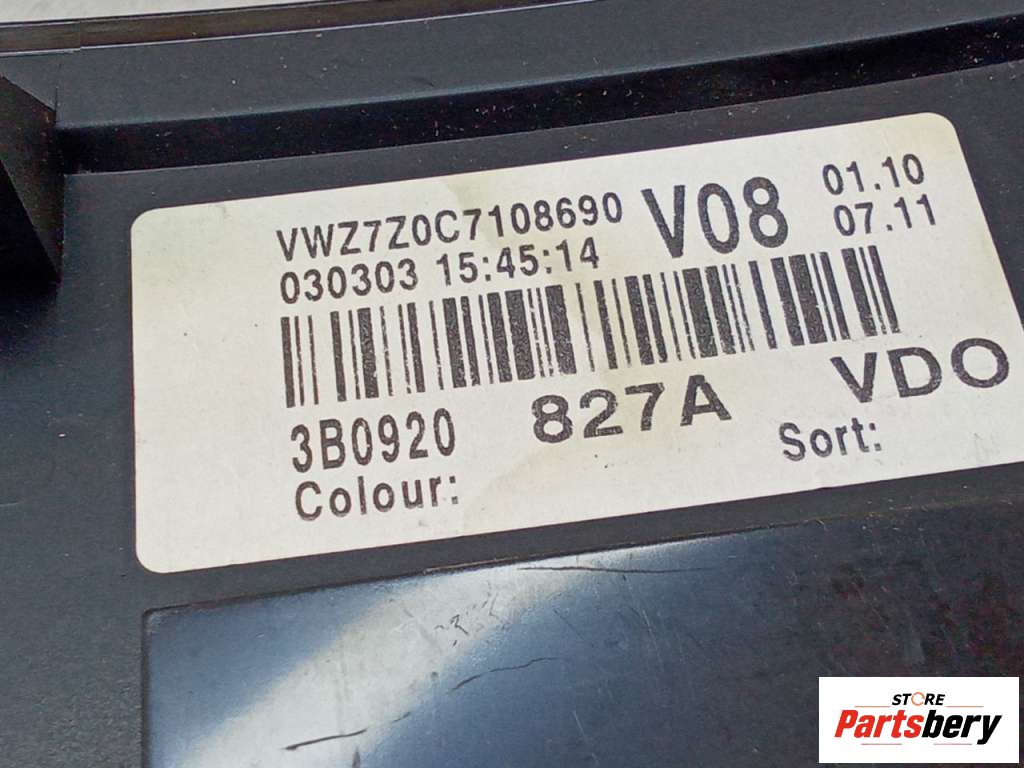 VWZ7Z0C7108690 V08 01.10
030303 15:45:14 07.11
3B0920 827A VDO
Colour: Sort:
STORE
Partsbery